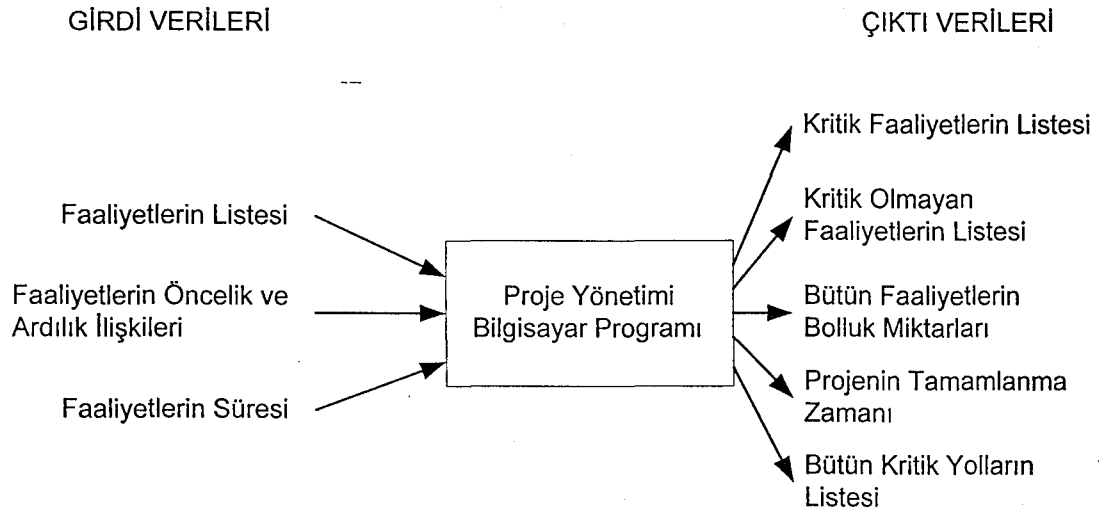 GİRDİ VERİLERİ
ÇIKTI VERİLERİ
Faaliyetlerin Listesi
Faaliyetlerin Öncelik ve
Ardılık İlişkileri
Faaliyetlerin Süresi
Proje Yönetimi
Bilgisayar Programı
Kritik Faaliyetlerin Listesi
Kritik Olmayan
Faaliyetlerin Listesi
Bütün Faaliyetlerin
Bolluk Miktarları
Projenin Tamamlanma
Zamanı
Bütün Kritik Yolların
Listesi